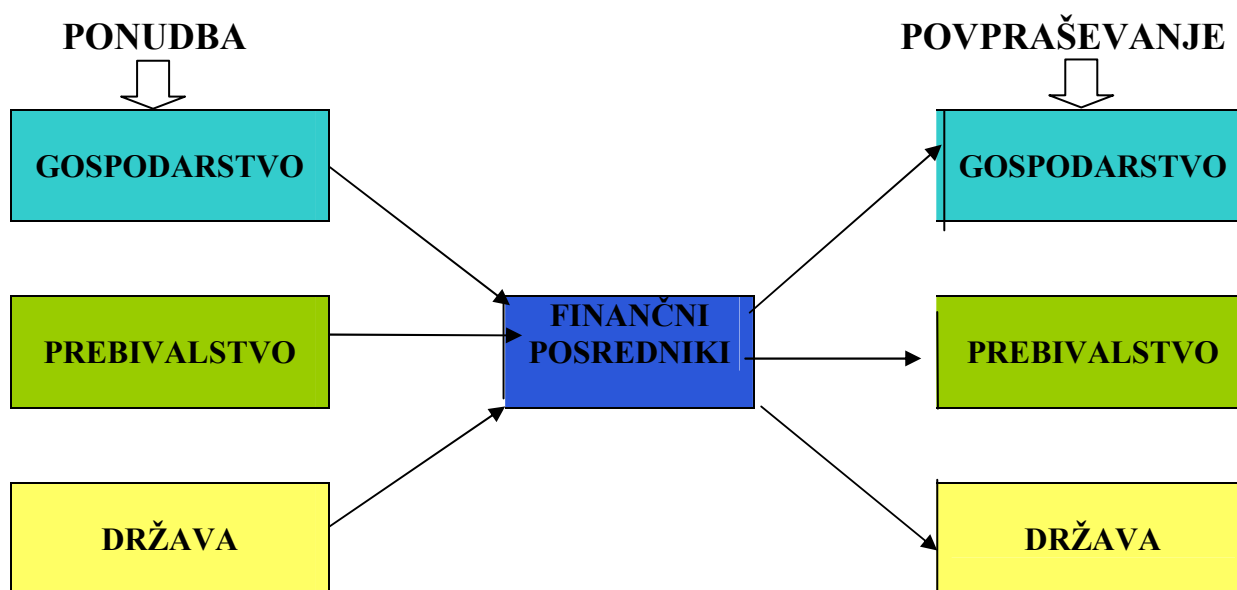 PONUDBA
POVPRAŠEVANJE
GOSPODARSTVO
GOSPODARSTVO
FINANČNI
POSREDNIKI
PREBIVALSTVO
PREBIVALSTVO
DRŽAVA
DRŽAVA